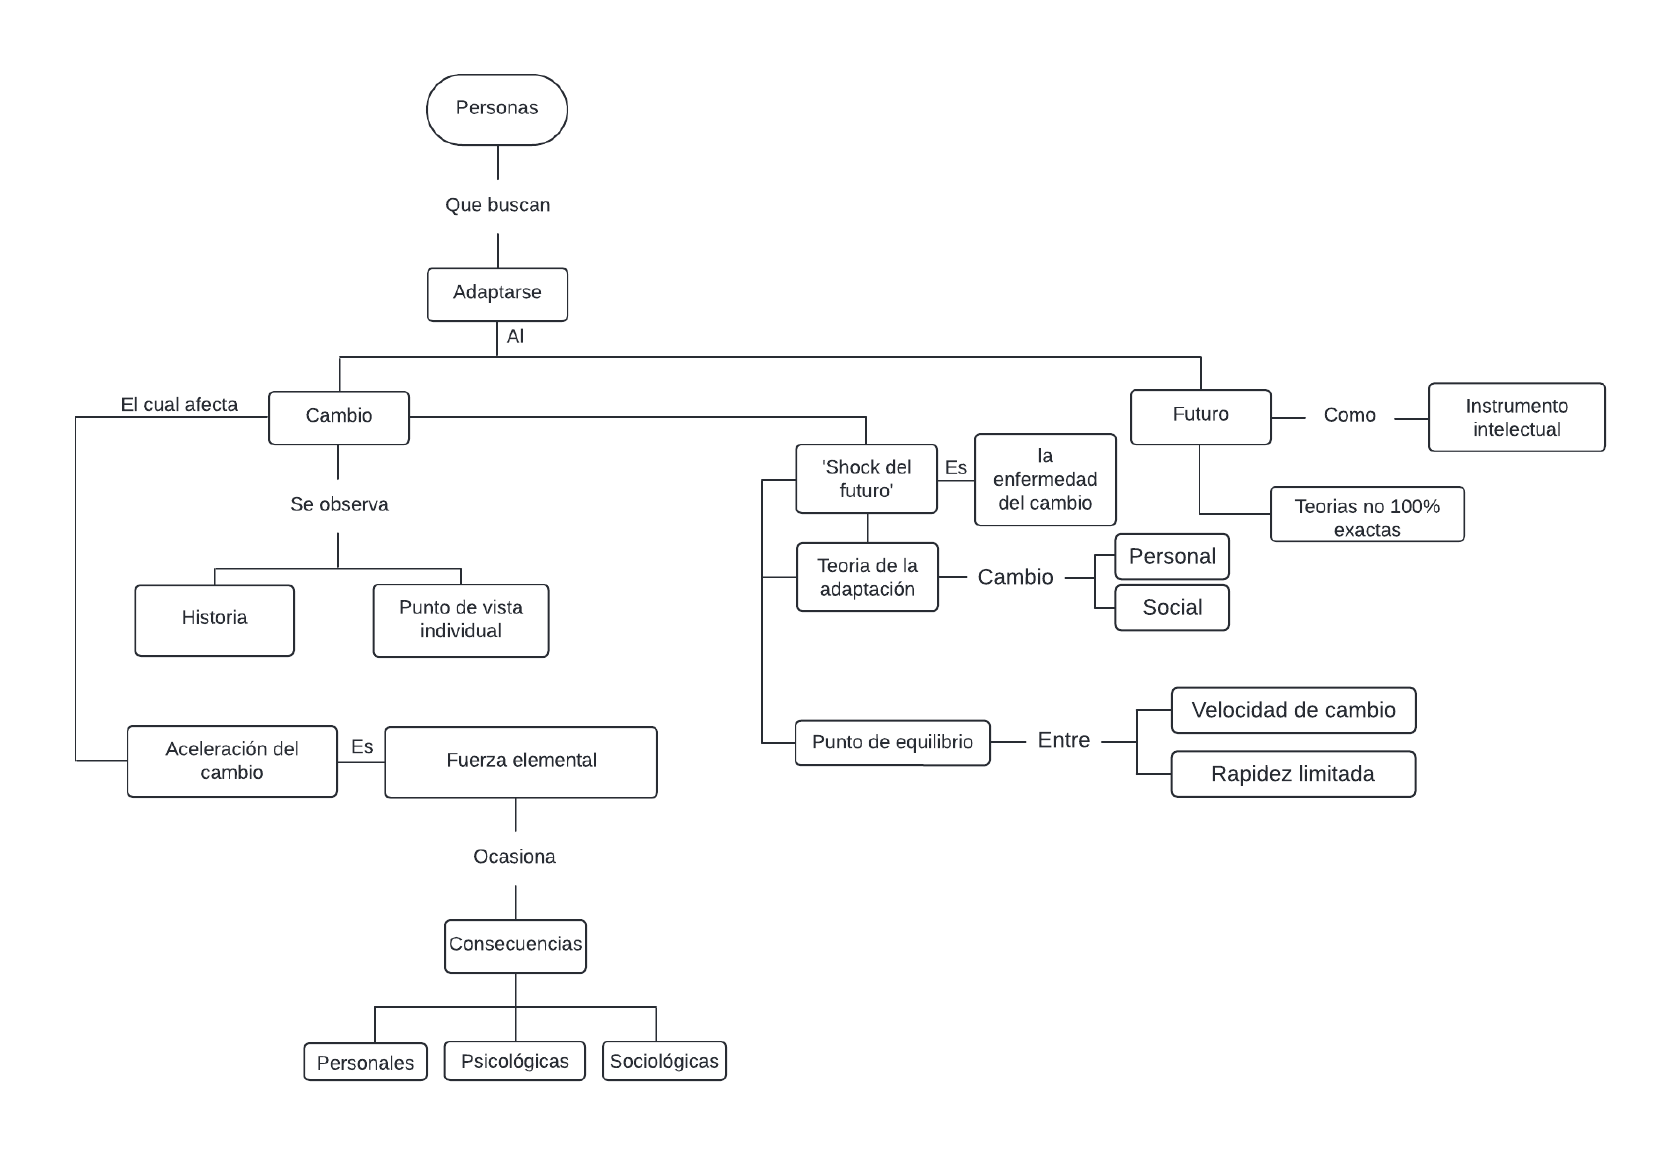 Personas
Que buscan
Adaptarse
Al
El cual afecta
Cambio
Futuro
Como
Instrumento
intelectual
'Shock del
futuro'
Es
la
enfermedad
del cambio
Se observa
Teorias no 100%
exactas
Teoria de la
adaptación
Cambio
Personal
Social
Historia
Punto de vista
individual
Aceleración del
cambio
Es
Fuerza elemental
Punto de equilibrio
Entre
Velocidad de cambio
Rapidez limitada
Ocasiona
Consecuencias
Personales
Psicológicas
Sociológicas